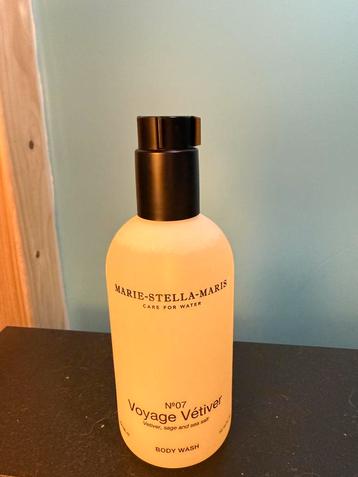 MARIE-STELLA-MARIS
CARE FOR WATER
Nº07
Voyage Vétiver
Vetiver, sage and sea salt
BODY WASH